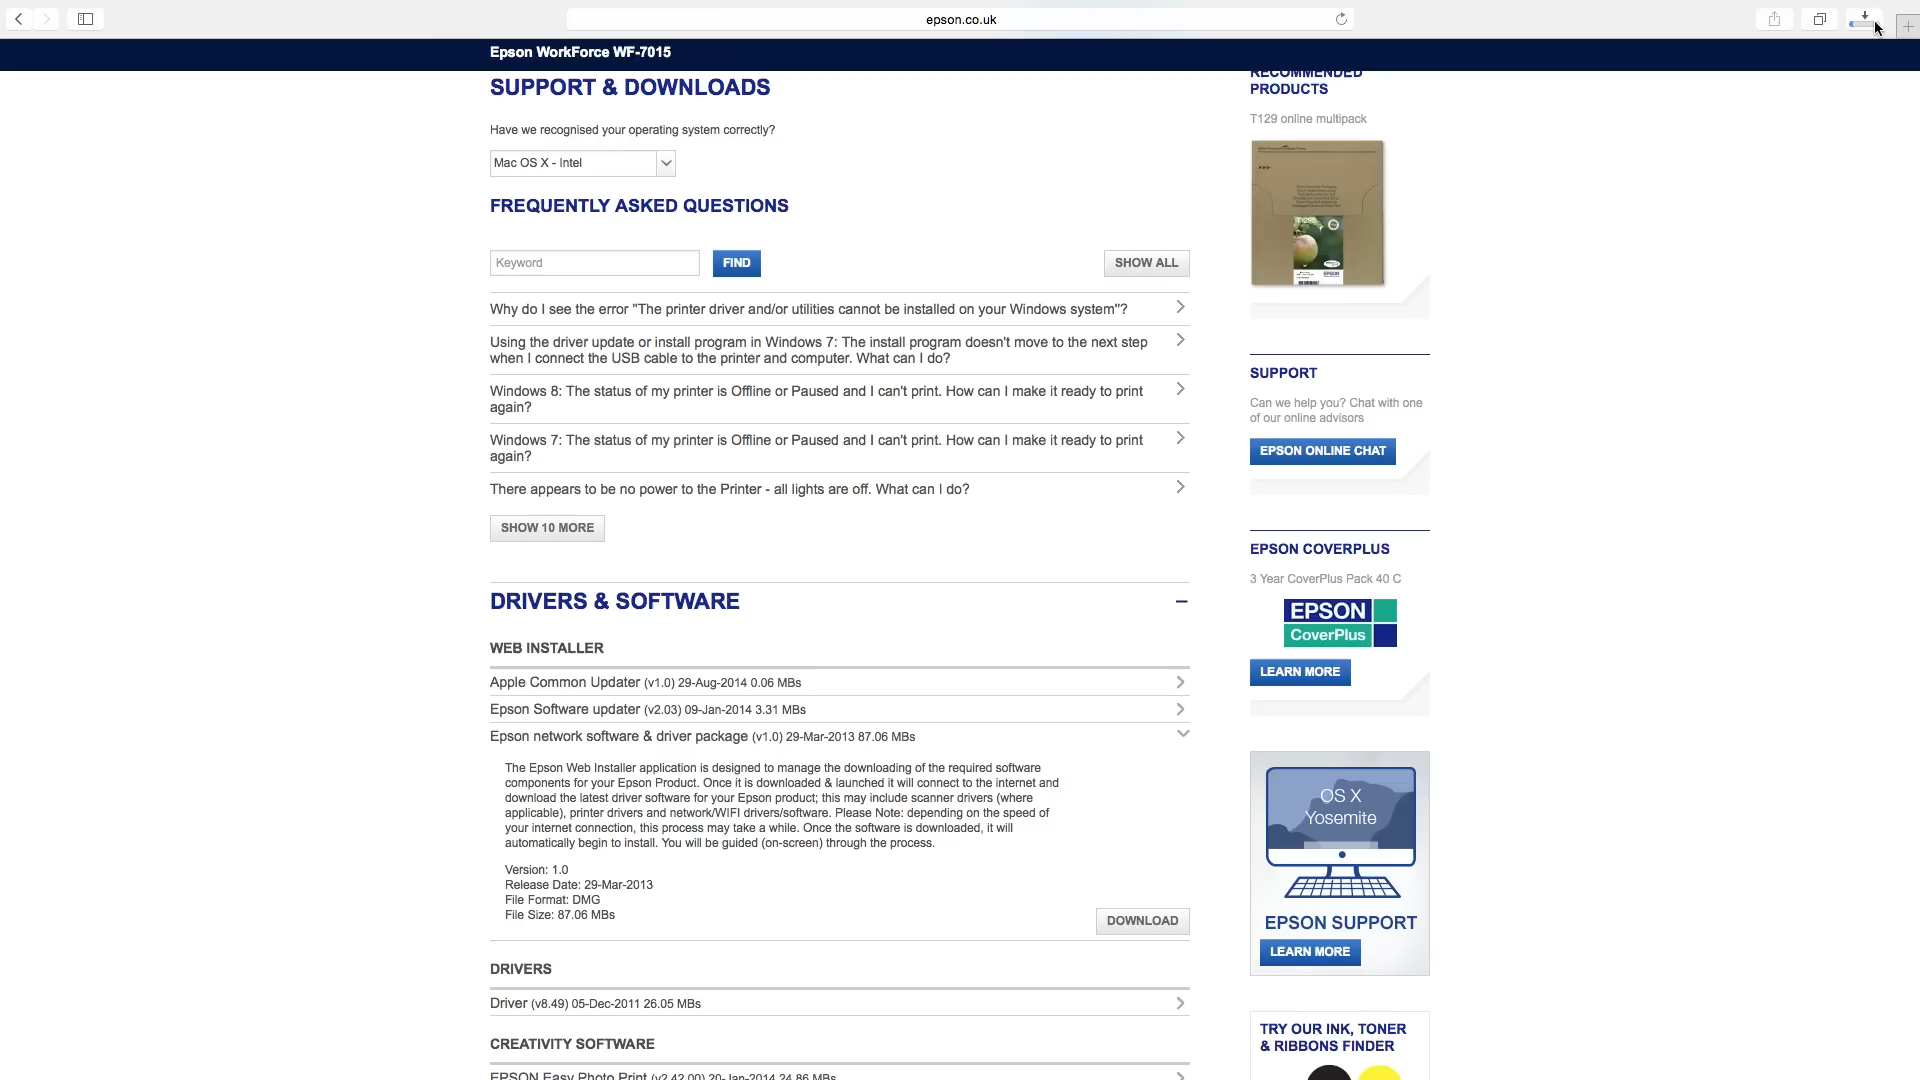 epson.co.uk
Epson WorkForce WF-7015
SUPPORT & DOWNLOADS
Have we recognised your operating system correctly?
Mac OS X - Intel
FREQUENTLY ASKED QUESTIONS
Keyword
FIND
SHOW ALL
Why do I see the error "The printer driver and/or utilities cannot be installed on your Windows system"?
Using the driver update or install program in Windows 7: The install program doesn't move to the next step
when I connect the USB cable to the printer and computer. What can I do?
Windows 8: The status of my printer is Offline or Paused and I can't print. How can I make it ready to print
again?
Windows 7: The status of my printer is Offline or Paused and I can't print. How can I make it ready to print
again?
There appears to be no power to the Printer - all lights are off. What can I do?
SHOW 10 MORE
DRIVERS & SOFTWARE
WEB INSTALLER
Apple Common Updater (v1.0) 29-Aug-2014 0.06 MBs
Epson Software updater (v2.03) 09-Jan-2014 3.31 MBs
Epson network software & driver package (v1.0) 29-Mar-2013 87.06 MBs
The Epson Web Installer application is designed to manage the downloading of the required software
components for your Epson Product. Once it is downloaded & launched it will connect to the internet and
download the latest driver software for your Epson product; this may include scanner drivers (where
applicable), printer drivers and network/WIFI drivers/software. Please Note: depending on the speed of
your internet connection, this process may take a while. Once the software is downloaded, it will
automatically begin to install. You will be guided (on-screen) through the process.
Version: 1.0
Release Date: 29-Mar-2013
File Format: DMG
File Size: 87.06 MBs
DOWNLOAD
DRIVERS
Driver (v8.49) 05-Dec-2011 26.05 MBs
CREATIVITY SOFTWARE
EPSON Easy Photo Print (v2.42.00) 20-Jan-2014 24.86 MBs
RECOMMENDED
PRODUCTS
T129 online multipack
EPSON
SUPPORT
Can we help you? Chat with one
of our online advisors
EPSON ONLINE CHAT
EPSON COVERPLUS
3 Year CoverPlus Pack 40 C
EPSON
CoverPlus
LEARN MORE
OS X
Yosemite
EPSON SUPPORT
LEARN MORE
TRY OUR INK, TONER
& RIBBONS FINDER